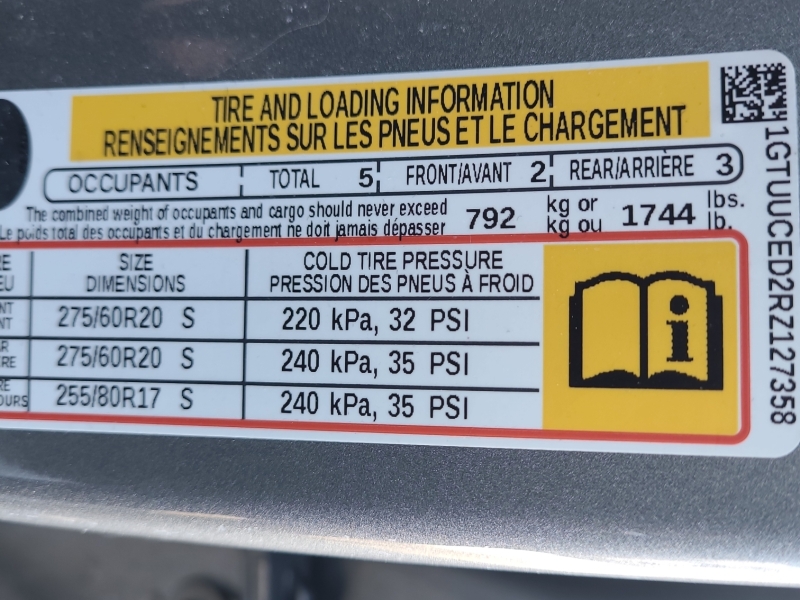 TIRE AND LOADING INFORMATION
RENSEIGNEMENTS SUR LES PNEUS ET LE CHARGEMENT
OCCUPANTS TOTAL 5 FRONT/AVANT 2 REAR/ARRIÈRE 3
The combined weight of occupants and cargo should never exceed 792 kg or 1744 lbs.
Le poids total des occupants et du chargement ne doit jamais dépasser kg ou lb.
SIZE COLD TIRE PRESSURE
DIMENSIONS PRESSION DES PNEUS À FROID
275/60R20 S 220 kPa, 32 PSI
275/60R20 S 240 kPa, 35 PSI
255/80R17 S 240 kPa, 35 PSI
1GTUUCED2RZ127358